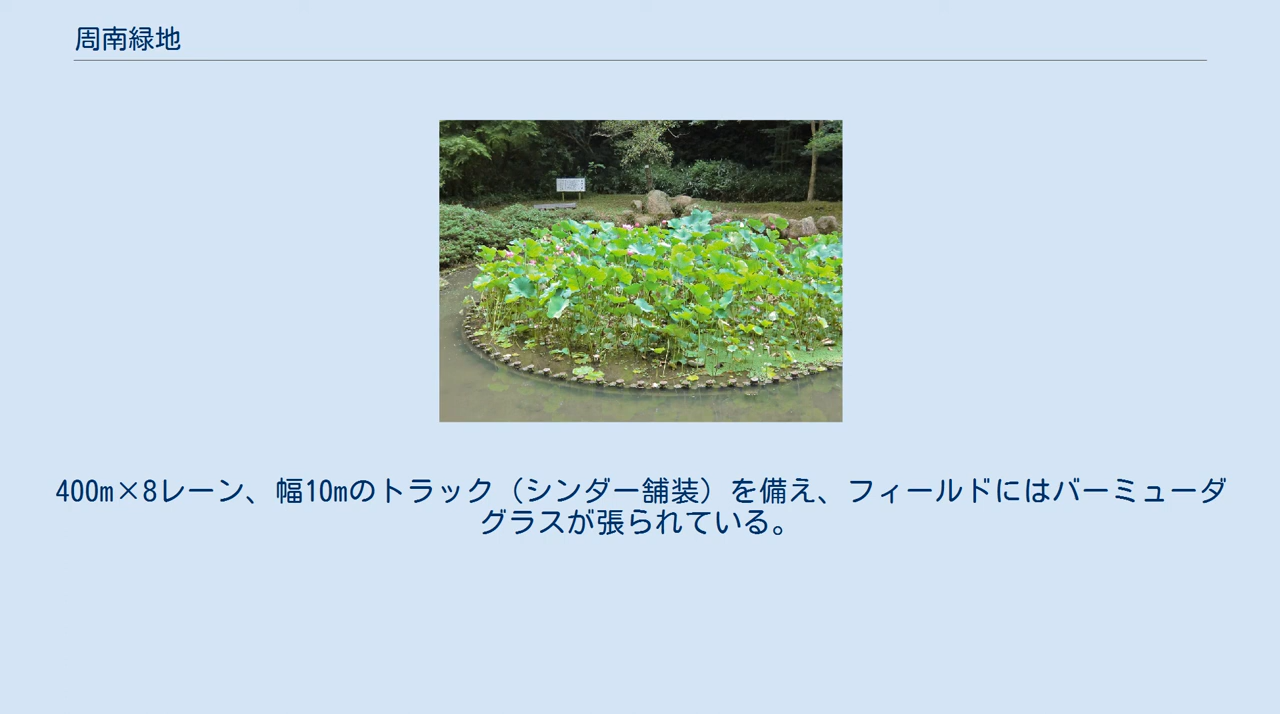 周南緑地
400m×8レーン、幅10mのトラック（シンダー舗装）を備え、フィールドにはバーミューダ
グラスが張られている。